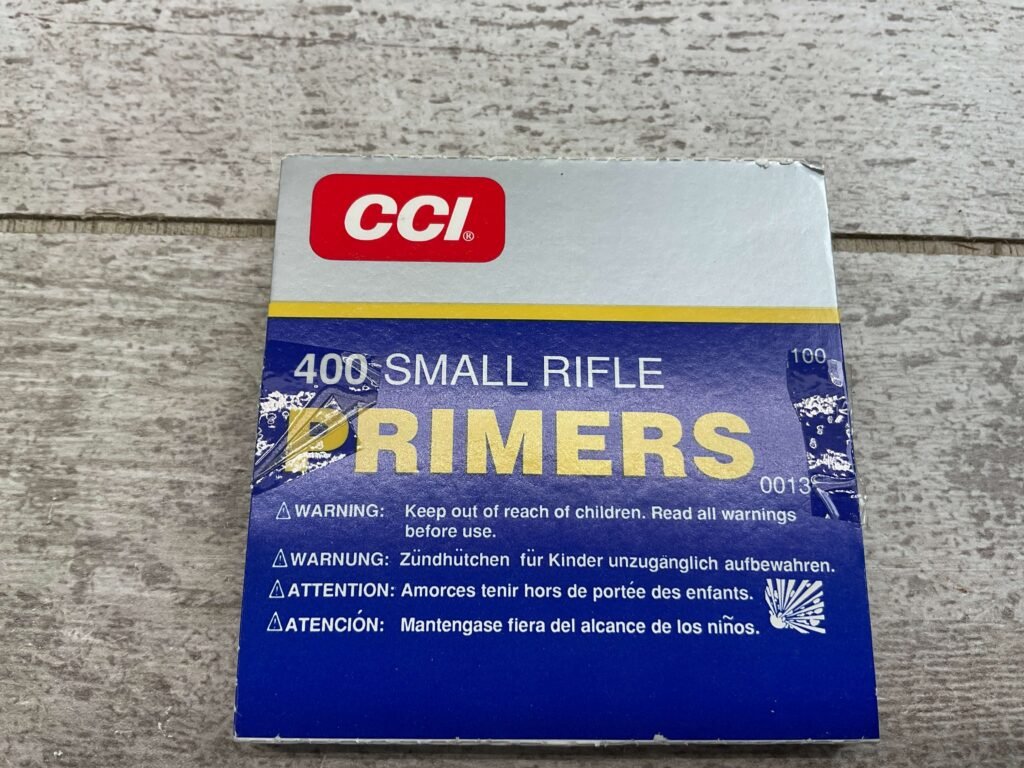 CCI®
400 SMALL RIFLE 100
PRIMERS
0013
⚠ WARNING: Keep out of reach of children. Read all warnings
before use.
⚠ WARNUNG: Zündhütchen für Kinder unzugänglich aufbewahren.
⚠ ATTENTION: Amorces tenir hors de portée des enfants.
⚠ ATENCIÓN: Mantengase fiera del alcance de los niños.